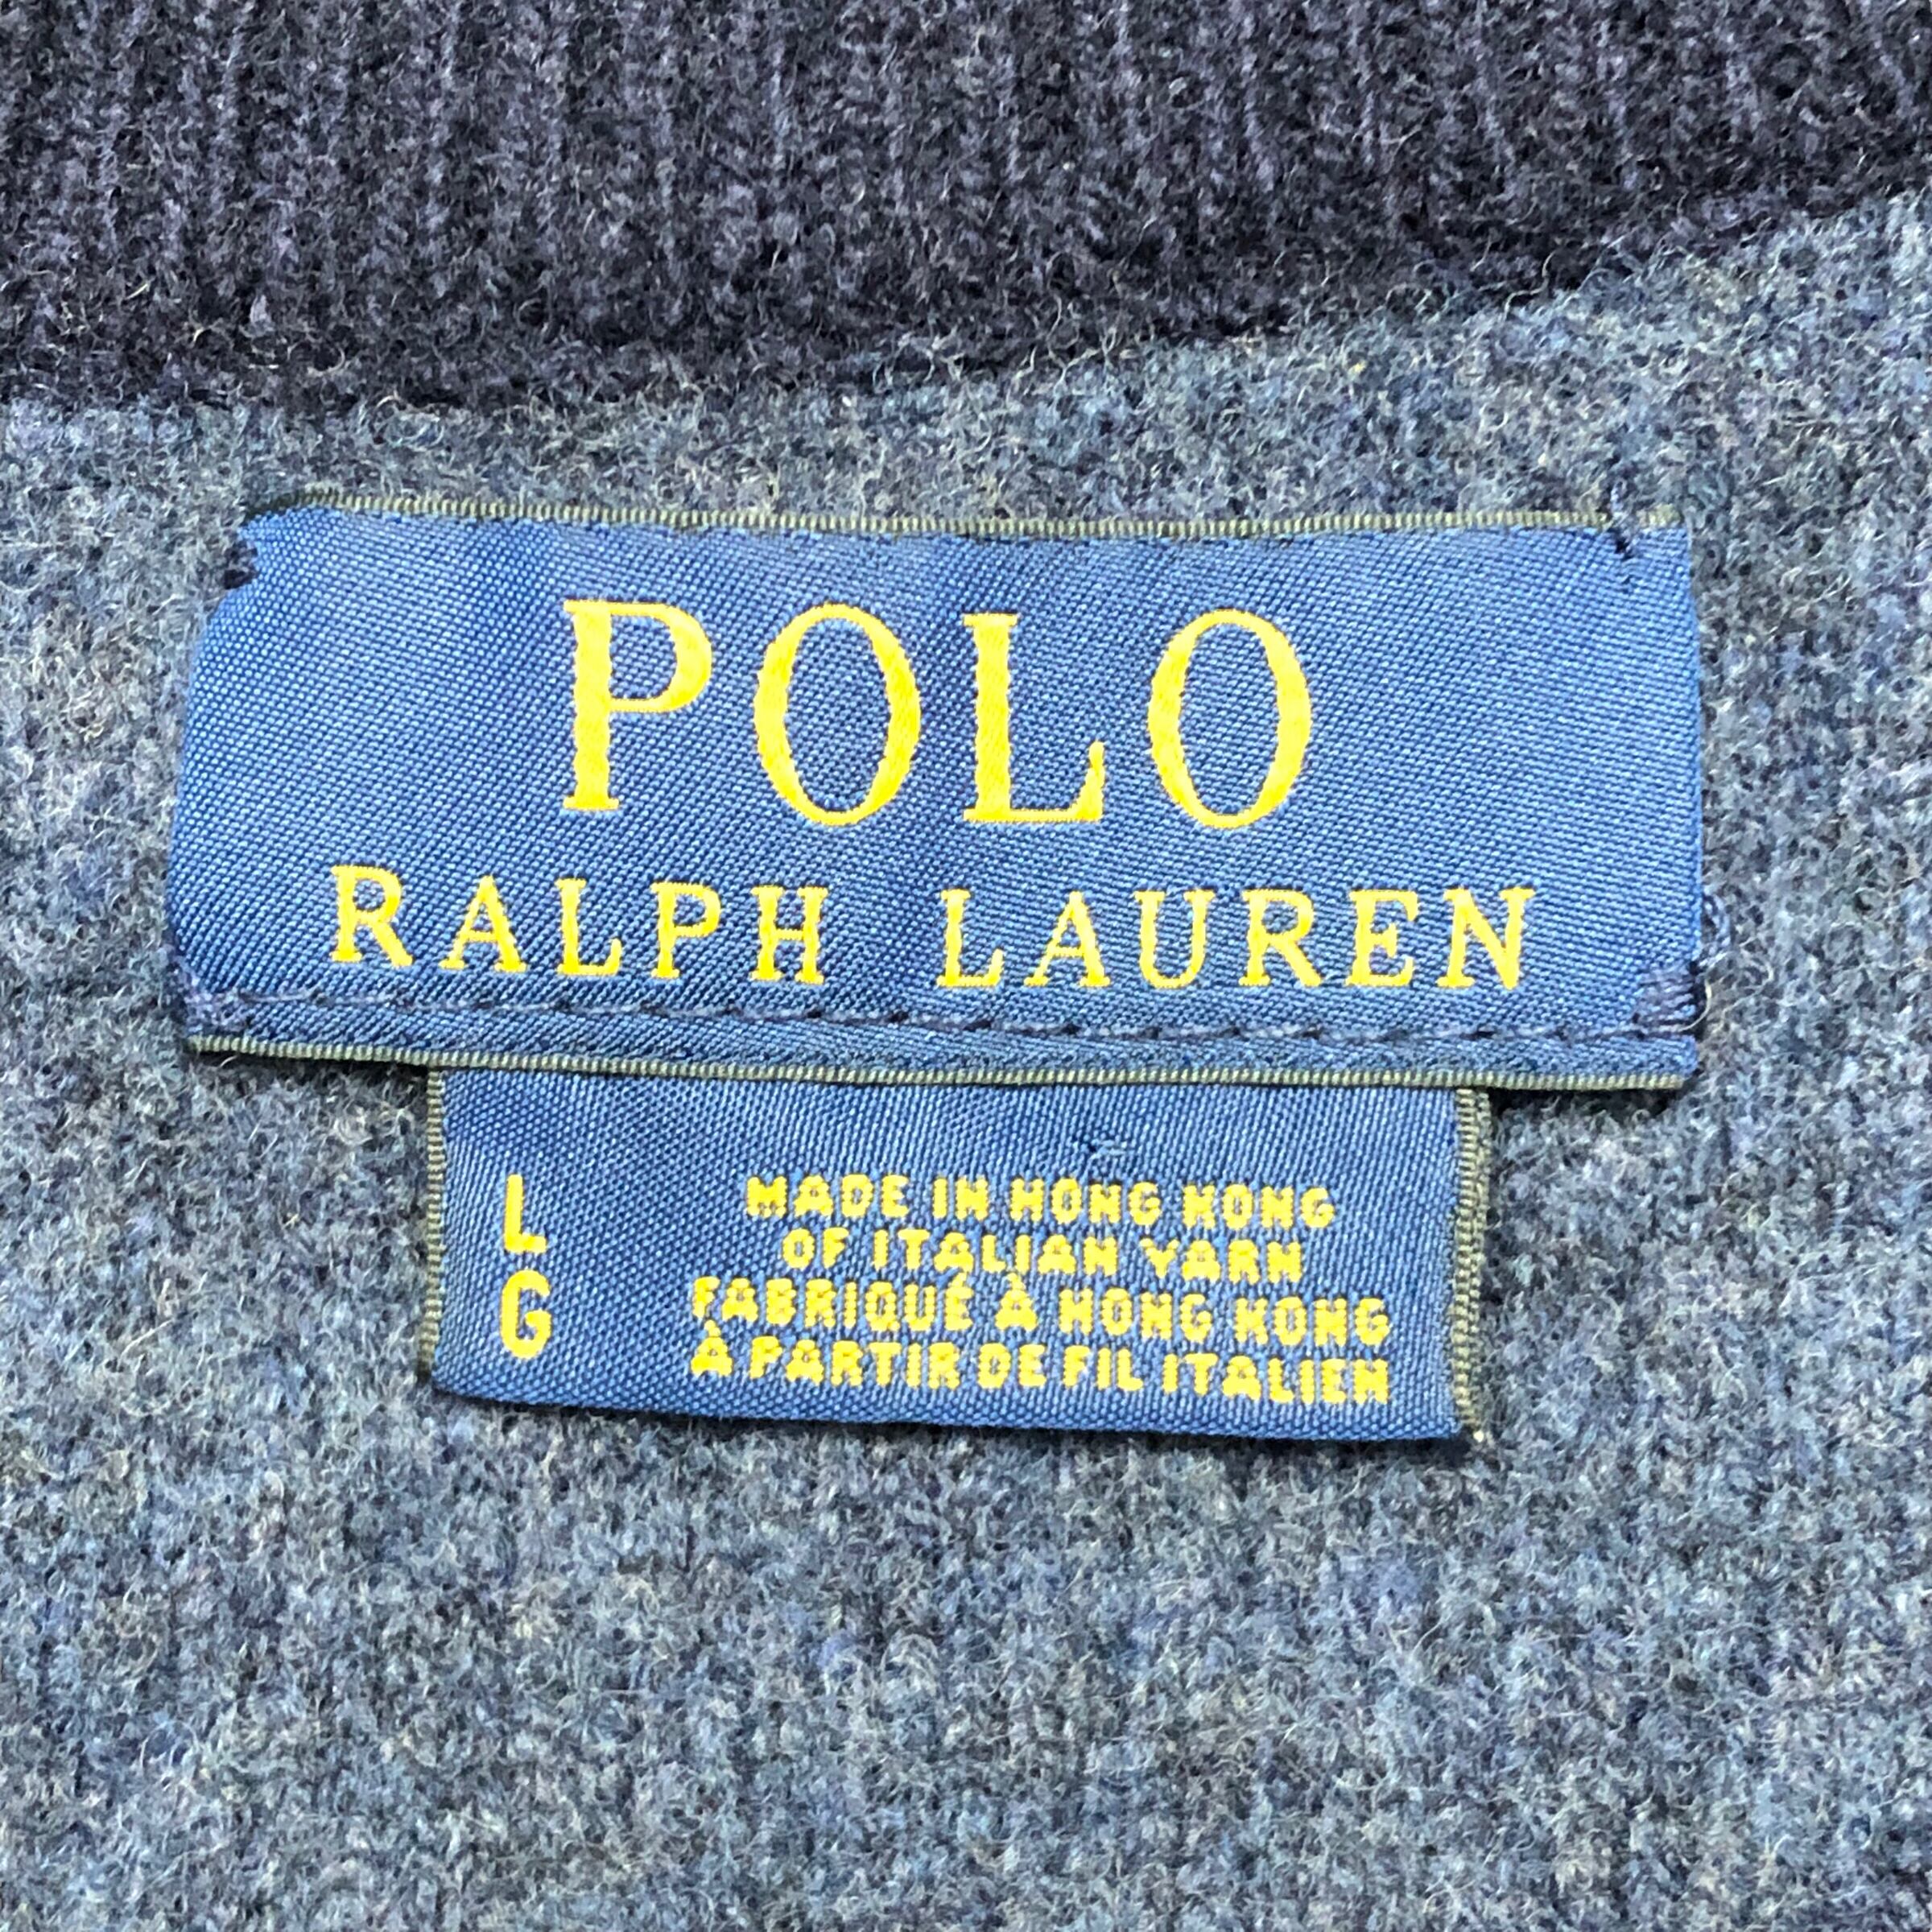 POLO
RALPH LAUREN
L
G
MADE IN HONG KONG
OF ITALIAN YARN
FABRIQUÉ À HONG KONG
À PARTIR DE FIL ITALIEN